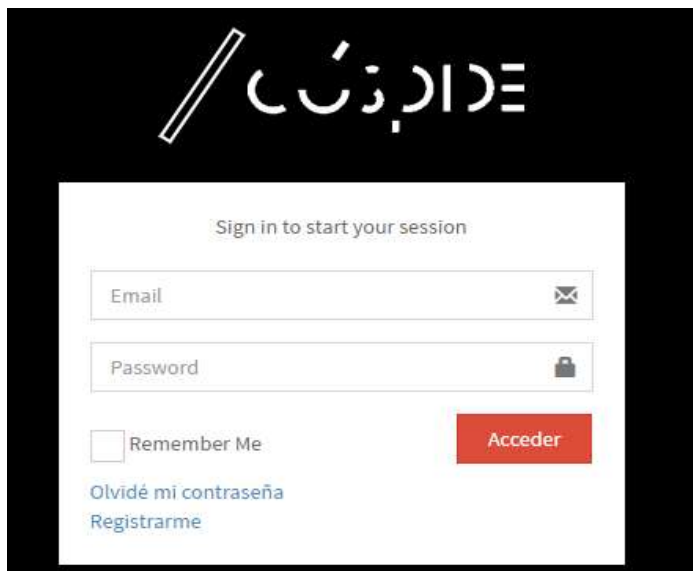 CÚSPIDE
Sign in to start your session
Email
Password
Remember Me
Acceder
Olvidé mi contraseña
Registrarme